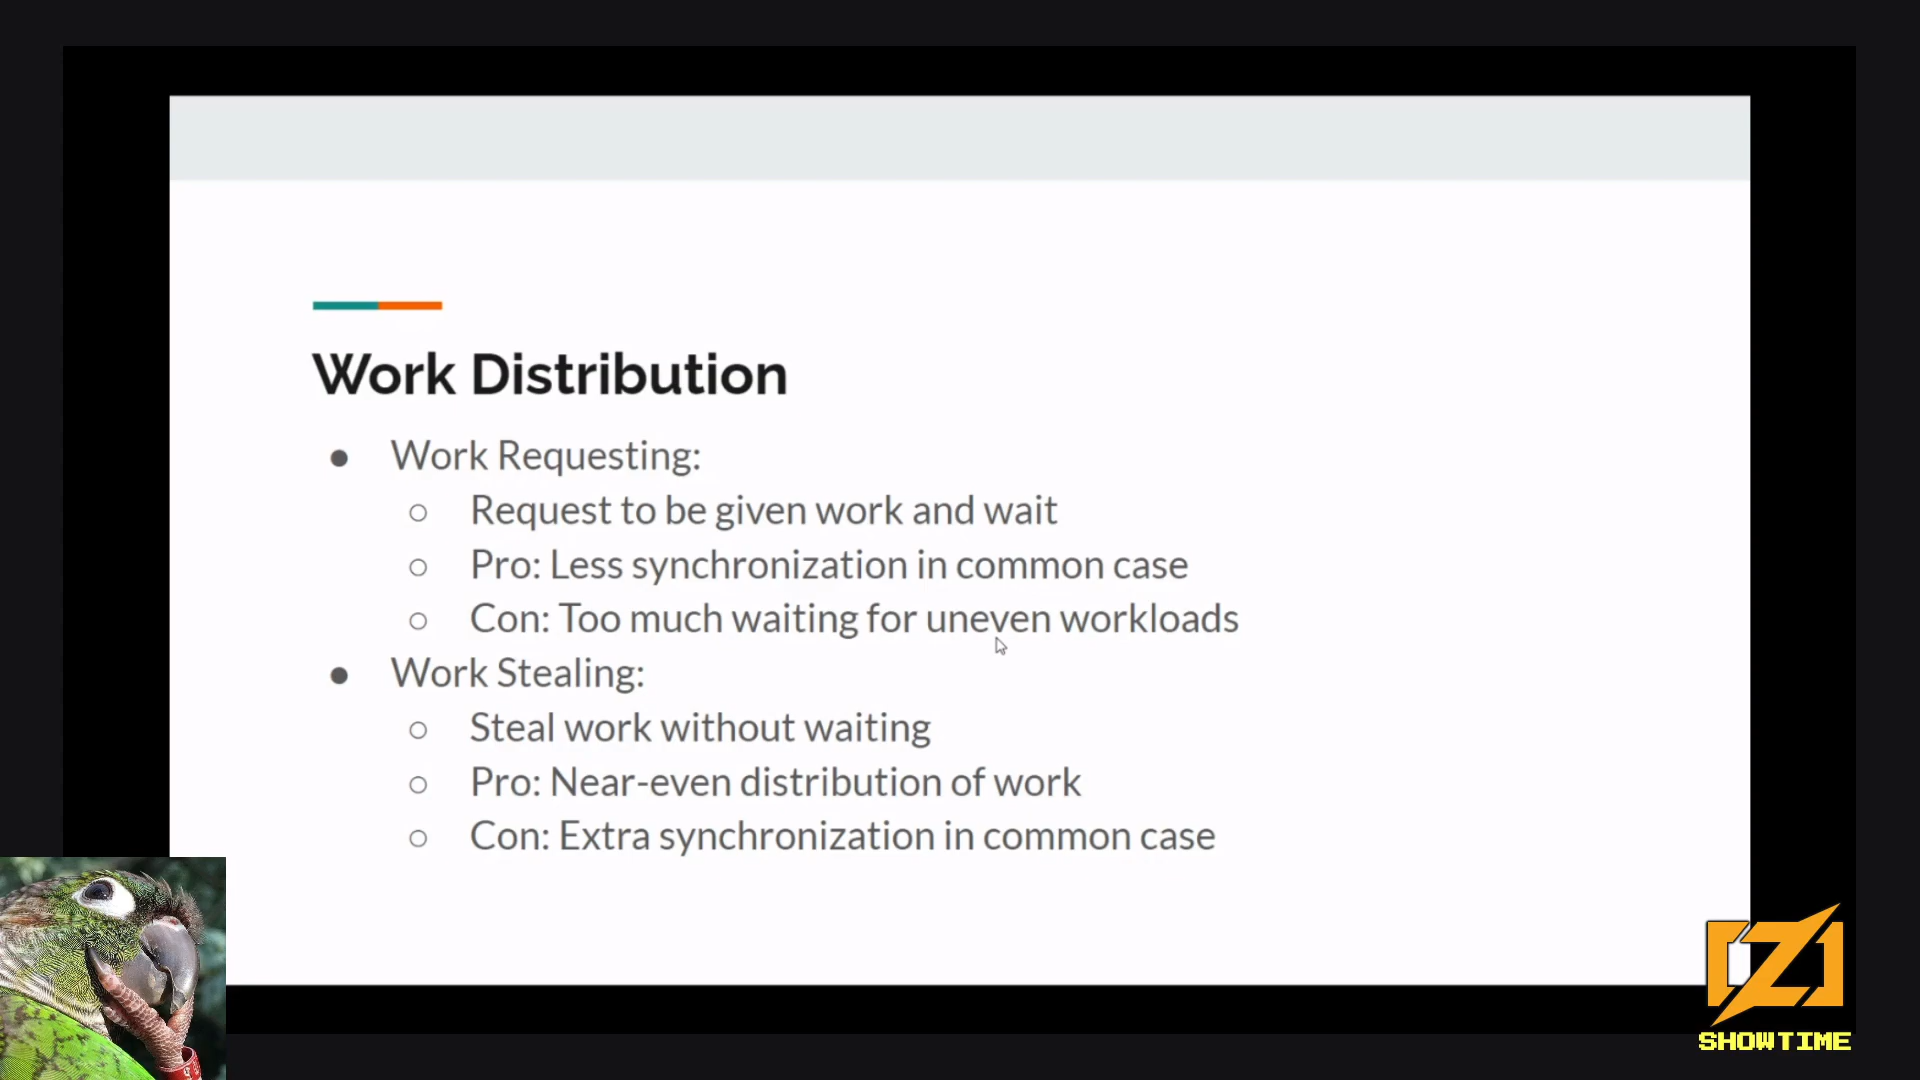 Work Distribution
● Work Requesting:
○ Request to be given work and wait
○ Pro: Less synchronization in common case
○ Con: Too much waiting for uneven workloads
● Work Stealing:
○ Steal work without waiting
○ Pro: Near-even distribution of work
○ Con: Extra synchronization in common case
SHOWTIME